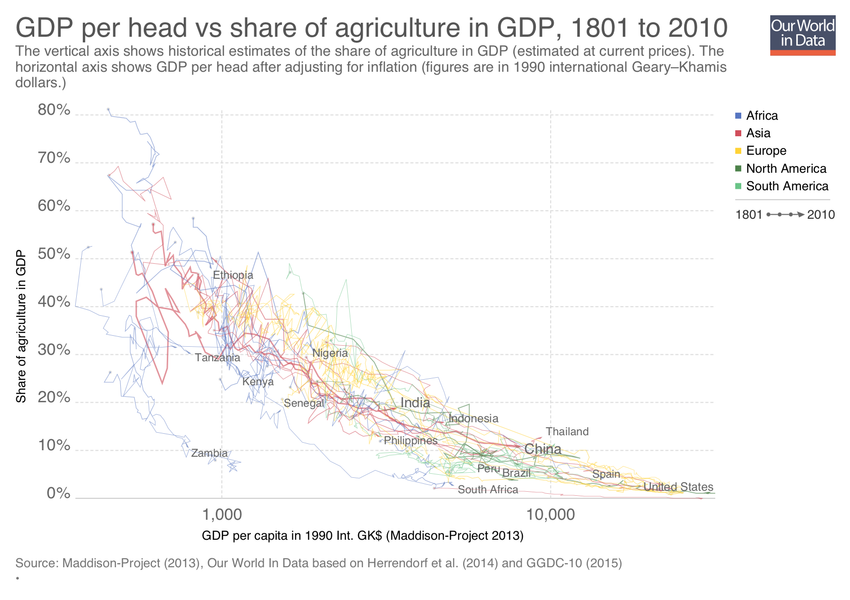 GDP per head vs share of agriculture in GDP, 1801 to 2010
Our World
in Data
The vertical axis shows historical estimates of the share of agriculture in GDP (estimated at current prices). The
horizontal axis shows GDP per head after adjusting for inflation (figures are in 1990 international Geary–Khamis
dollars.)
80%
70%
60%
50%
40%
30%
20%
10%
0%
Share of agriculture in GDP
Africa
Asia
Europe
North America
South America
1801 2010
Ethiopia
Tanzania
Nigeria
Kenya
Senegal
India
Indonesia
Thailand
Philippines
China
Zambia
Peru
Brazil
Spain
South Africa
United States
1,000
10,000
GDP per capita in 1990 Int. GK$ (Maddison-Project 2013)
Source: Maddison-Project (2013), Our World In Data based on Herrendorf et al. (2014) and GGDC-10 (2015)